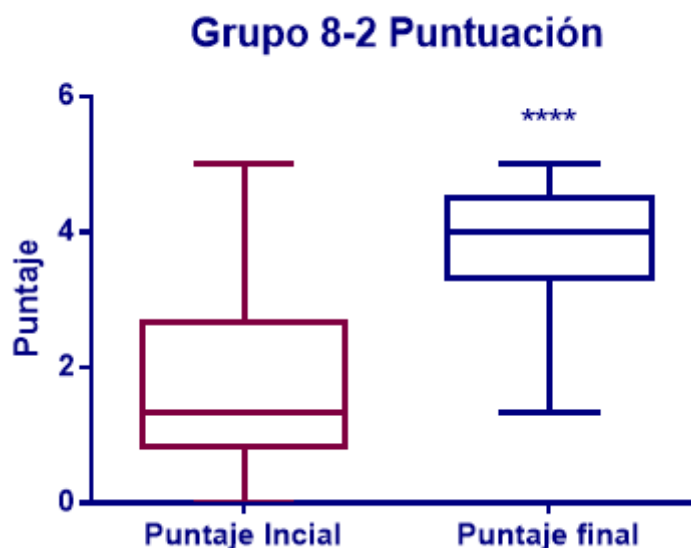 Grupo 8-2 Puntuación
6
****
4
Puntaje
2
0
Puntaje Incial
Puntaje final